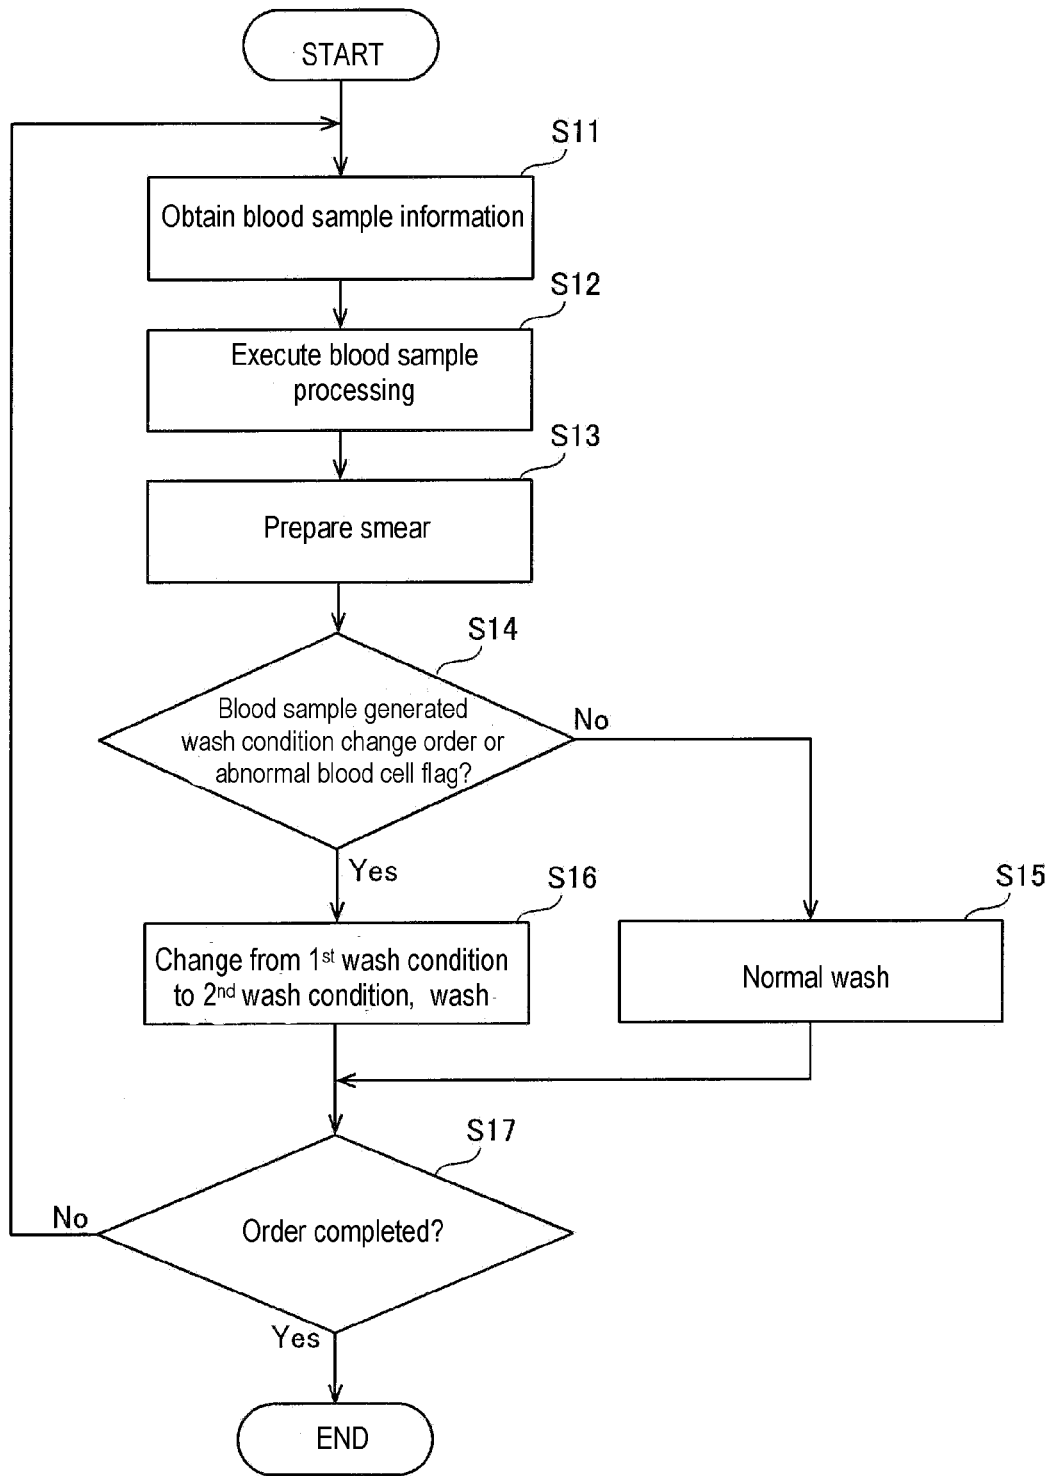 START
S11
Obtain blood sample information
S12
Execute blood sample
processing
S13
Prepare smear
S14
Blood sample generated
wash condition change order or
abnormal blood cell flag?
No
Yes
S16
Change from 1st wash condition
to 2nd wash condition, wash
S15
Normal wash
S17
Order completed?
No
Yes
END